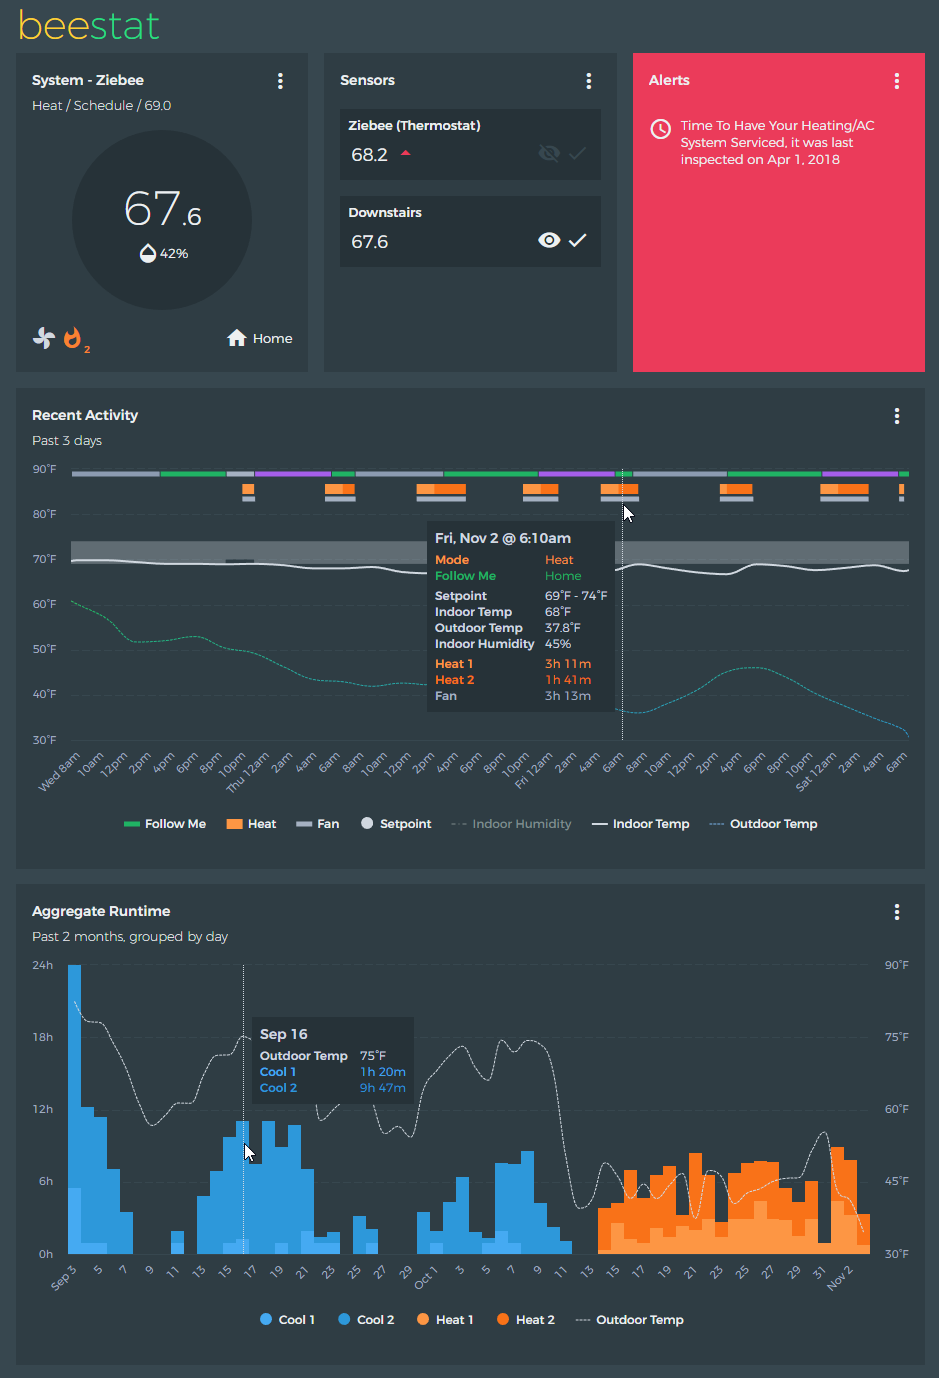 beestat
System - Ziebee
Heat / Schedule / 69.0
67.6
42%
2
Home
Sensors
Ziebee (Thermostat)
68.2
Downstairs
67.6
Alerts
Time To Have Your Heating/AC
System Serviced, it was last
inspected on Apr 1, 2018
Recent Activity
Past 3 days
90°F
80°F
70°F
60°F
50°F
40°F
30°F
Fri, Nov 2 @ 6:10am
Mode Heat
Follow Me Home
Setpoint 69°F - 74°F
Indoor Temp 68°F
Outdoor Temp 37.8°F
Indoor Humidity 45%
Heat 1 3h 11m
Heat 2 1h 41m
Fan 3h 13m
Wed 8am 10am 12pm 2pm 4pm 6pm 8pm 10pm Thu 12am 2am 4am 6am 8am 10am 12pm 2pm 4pm 6pm 8pm 10pm Fri 12am 2am 4am 6am 8am 10am 12pm 2pm 4pm 6pm 8pm 10pm Sat 12am 2am 4am 6am
Follow Me Heat Fan Setpoint Indoor Humidity Indoor Temp Outdoor Temp
Aggregate Runtime
Past 2 months, grouped by day
24h 90°F
18h 75°F
12h 60°F
6h 45°F
0h 30°F
Sep 16
Outdoor Temp 75°F
Cool 1 1h 20m
Cool 2 9h 47m
Sep 3 5 7 9 11 13 15 17 19 21 23 25 27 29 Oct 1 3 5 7 9 11 13 15 17 19 21 23 25 27 29 31 Nov 2
Cool 1 Cool 2 Heat 1 Heat 2 Outdoor Temp